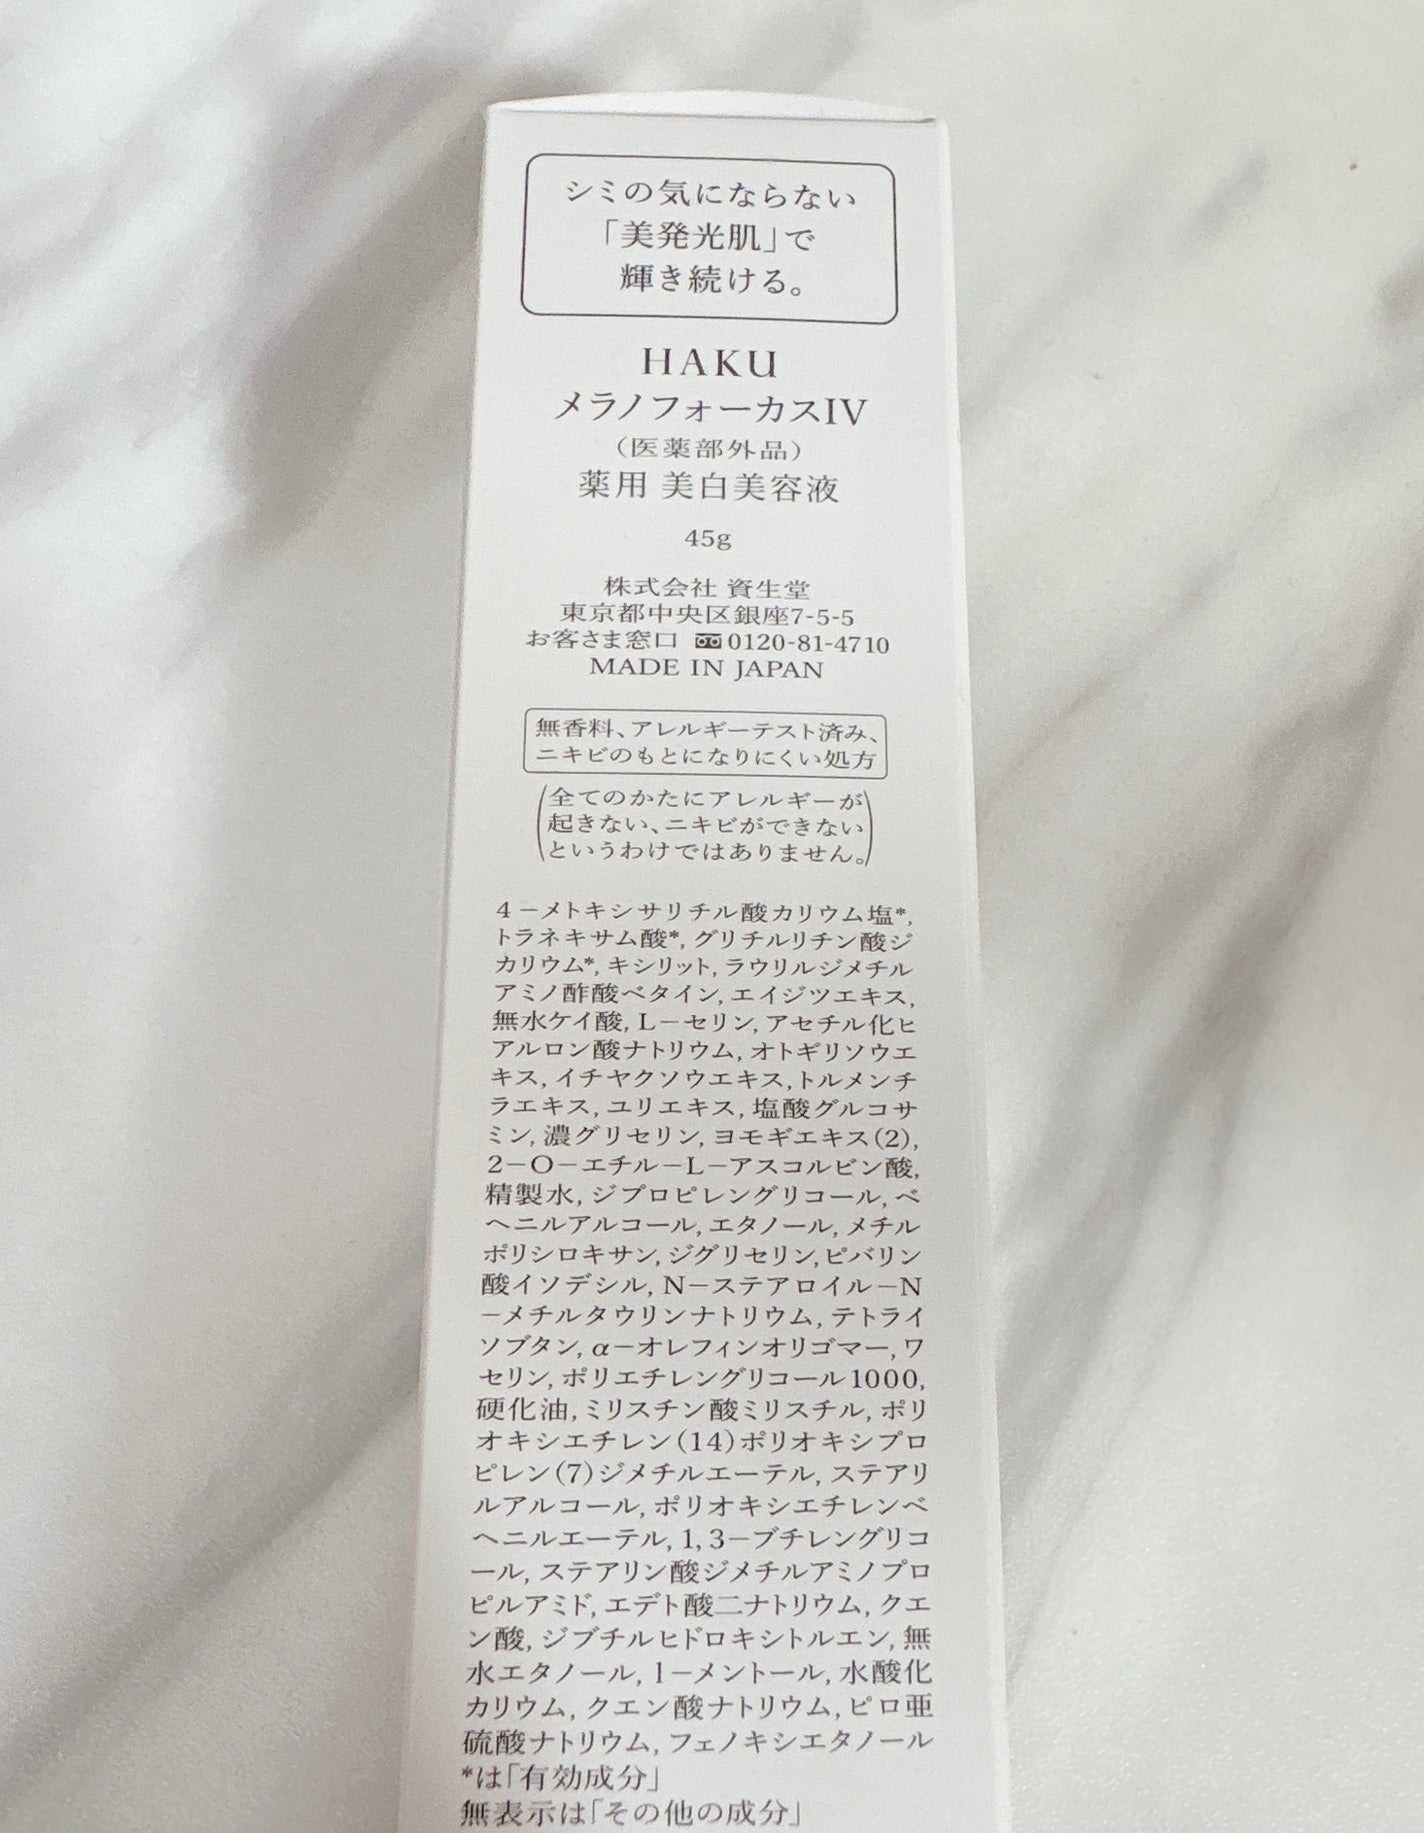 シミの気にならない
「美発光肌」で
輝き続ける。
HAKU
メラノフォーカスIV
(医薬部外品)
薬用 美白美容液
45g
株式会社 資生堂
東京都中央区銀座7-5-5
お客さま窓口 0120-81-4710
MADE IN JAPAN
無香料、アレルギーテスト済み、
ニキビのもとになりにくい処方
(全てのかたにアレルギーが
起きない、ニキビができない
というわけではありません。)
4－メトキシサリチル酸カリウム塩*,
トラネキサム酸*, グリチルリチン酸ジ
カリウム*, キシリット, ラウリルジメチル
アミノ酢酸ベタイン, エイジツエキス,
無水ケイ酸, L－セリン, アセチル化ヒ
アルロン酸ナトリウム, オトギリソウエ
キス, イチヤクソウエキス, トルメンチ
ラエキス, ユリエキス, 塩酸グルコサ
ミン, 濃グリセリン, ヨモギエキス(2),
2－O－エチル－L－アスコルビン酸,
精製水, ジプロピレングリコール, ベ
ヘニルアルコール, エタノール, メチル
ポリシロキサン, ジグリセリン, ピバリン
酸イソデシル, N－ステアロイル－N
－メチルタウリンナトリウム, テトライ
ソブタン, α－オレフィンオリゴマー, ワ
セリン, ポリエチレングリコール1000,
硬化油, ミリスチン酸ミリスチル, ポリ
オキシエチレン(14)ポリオキシプロ
ピレン(7)ジメチルエーテル, ステアリ
ルアルコール, ポリオキシエチレンベ
ヘニルエーテル, 1, 3－ブチレングリコ
ール, ステアリン酸ジメチルアミノプロ
ピルアミド, エデト酸二ナトリウム, クエ
ン酸, ジブチルヒドロキシトルエン, 無
水エタノール, l－メントール, 水酸化
カリウム, クエン酸ナトリウム, ピロ亜
硫酸ナトリウム, フェノキシエタノール
*は「有効成分」
無表示は「その他の成分」